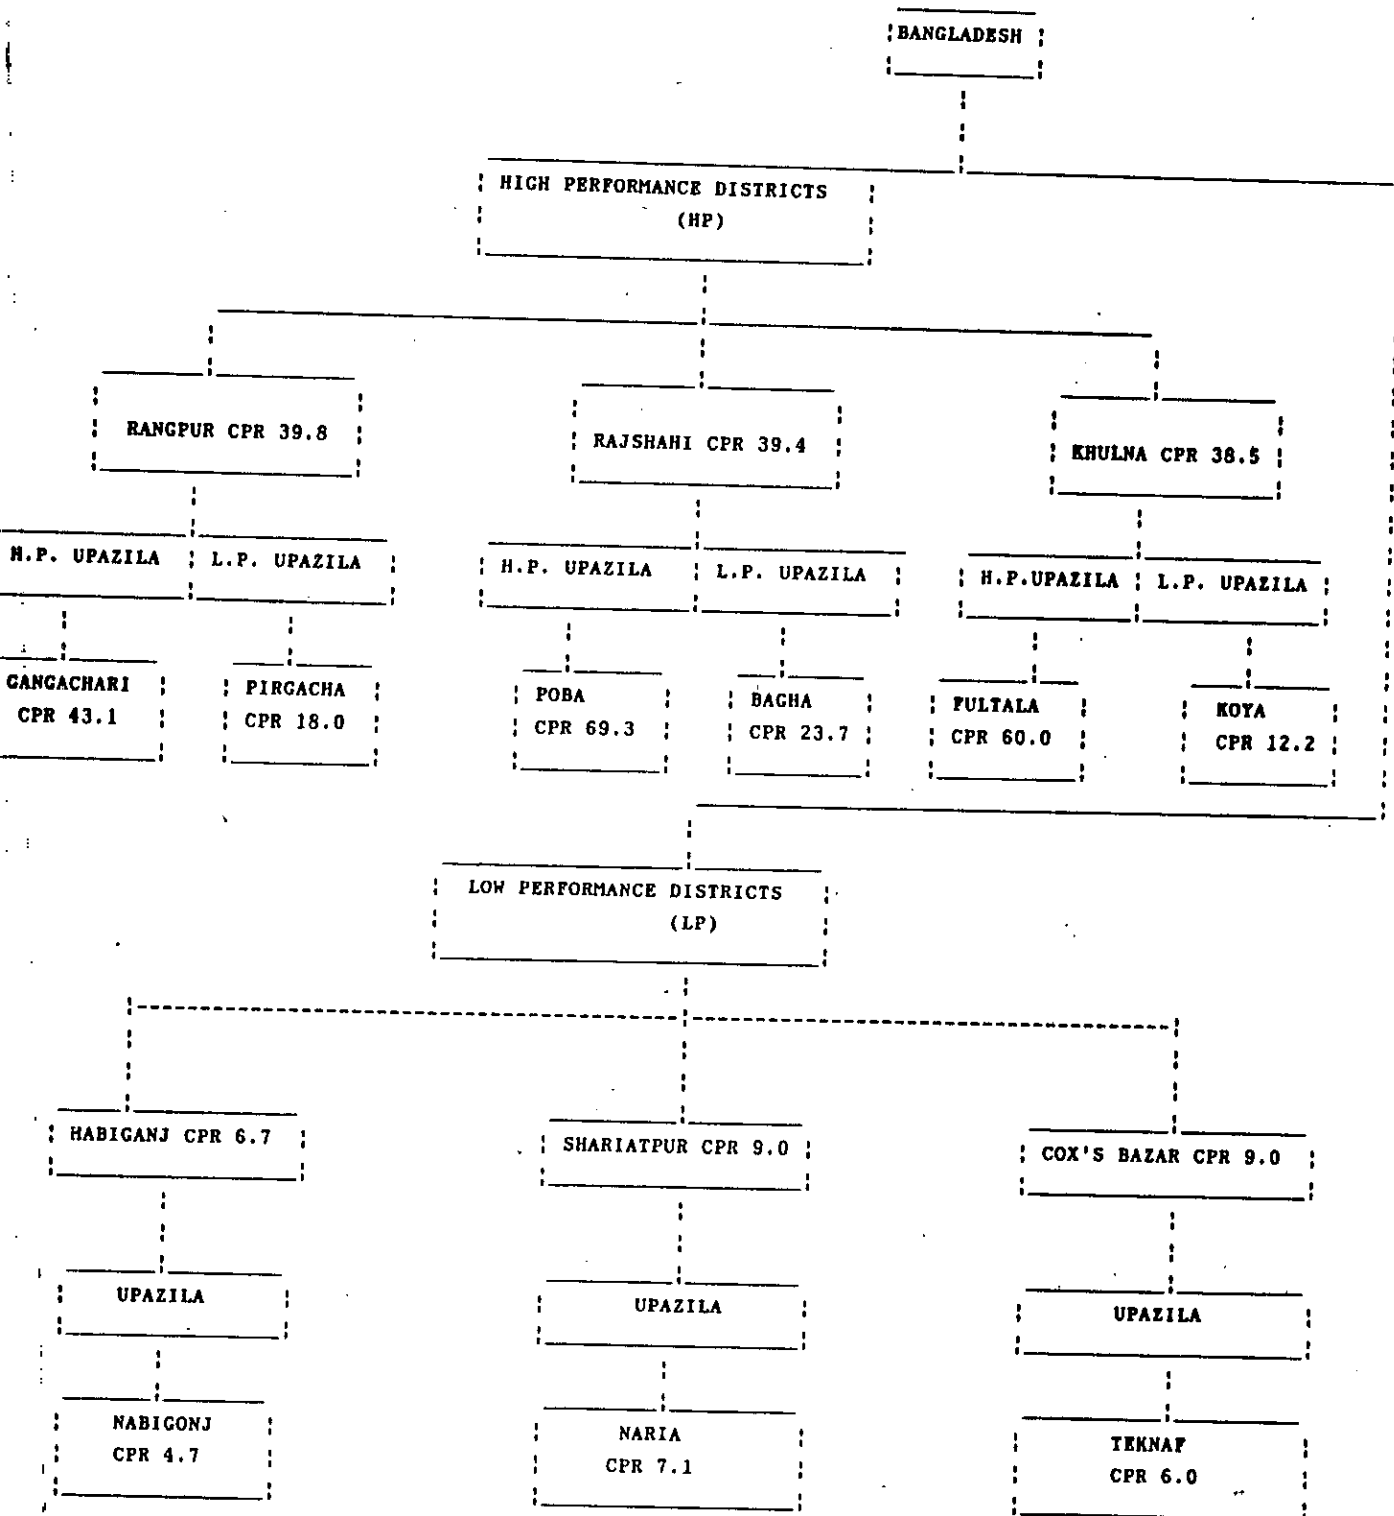 BANGLADESH
HIGH PERFORMANCE DISTRICTS
(HP)
RANGPUR CPR 39.8
RAJSHAHI CPR 39.4
KHULNA CPR 38.5
H.P. UPAZILA
L.P. UPAZILA
H.P. UPAZILA
L.P. UPAZILA
H.P.UPAZILA
L.P. UPAZILA
GANGACHARI
CPR 43.1
PIRGACHA
CPR 18.0
POBA
CPR 69.3
BAGHA
CPR 23.7
FULTALA
CPR 60.0
KOYA
CPR 12.2
LOW PERFORMANCE DISTRICTS
(LP)
HABIGANJ CPR 6.7
SHARIATPUR CPR 9.0
COX'S BAZAR CPR 9.0
UPAZILA
UPAZILA
UPAZILA
NABIGONJ
CPR 4.7
NARIA
CPR 7.1
TEKNAF
CPR 6.0